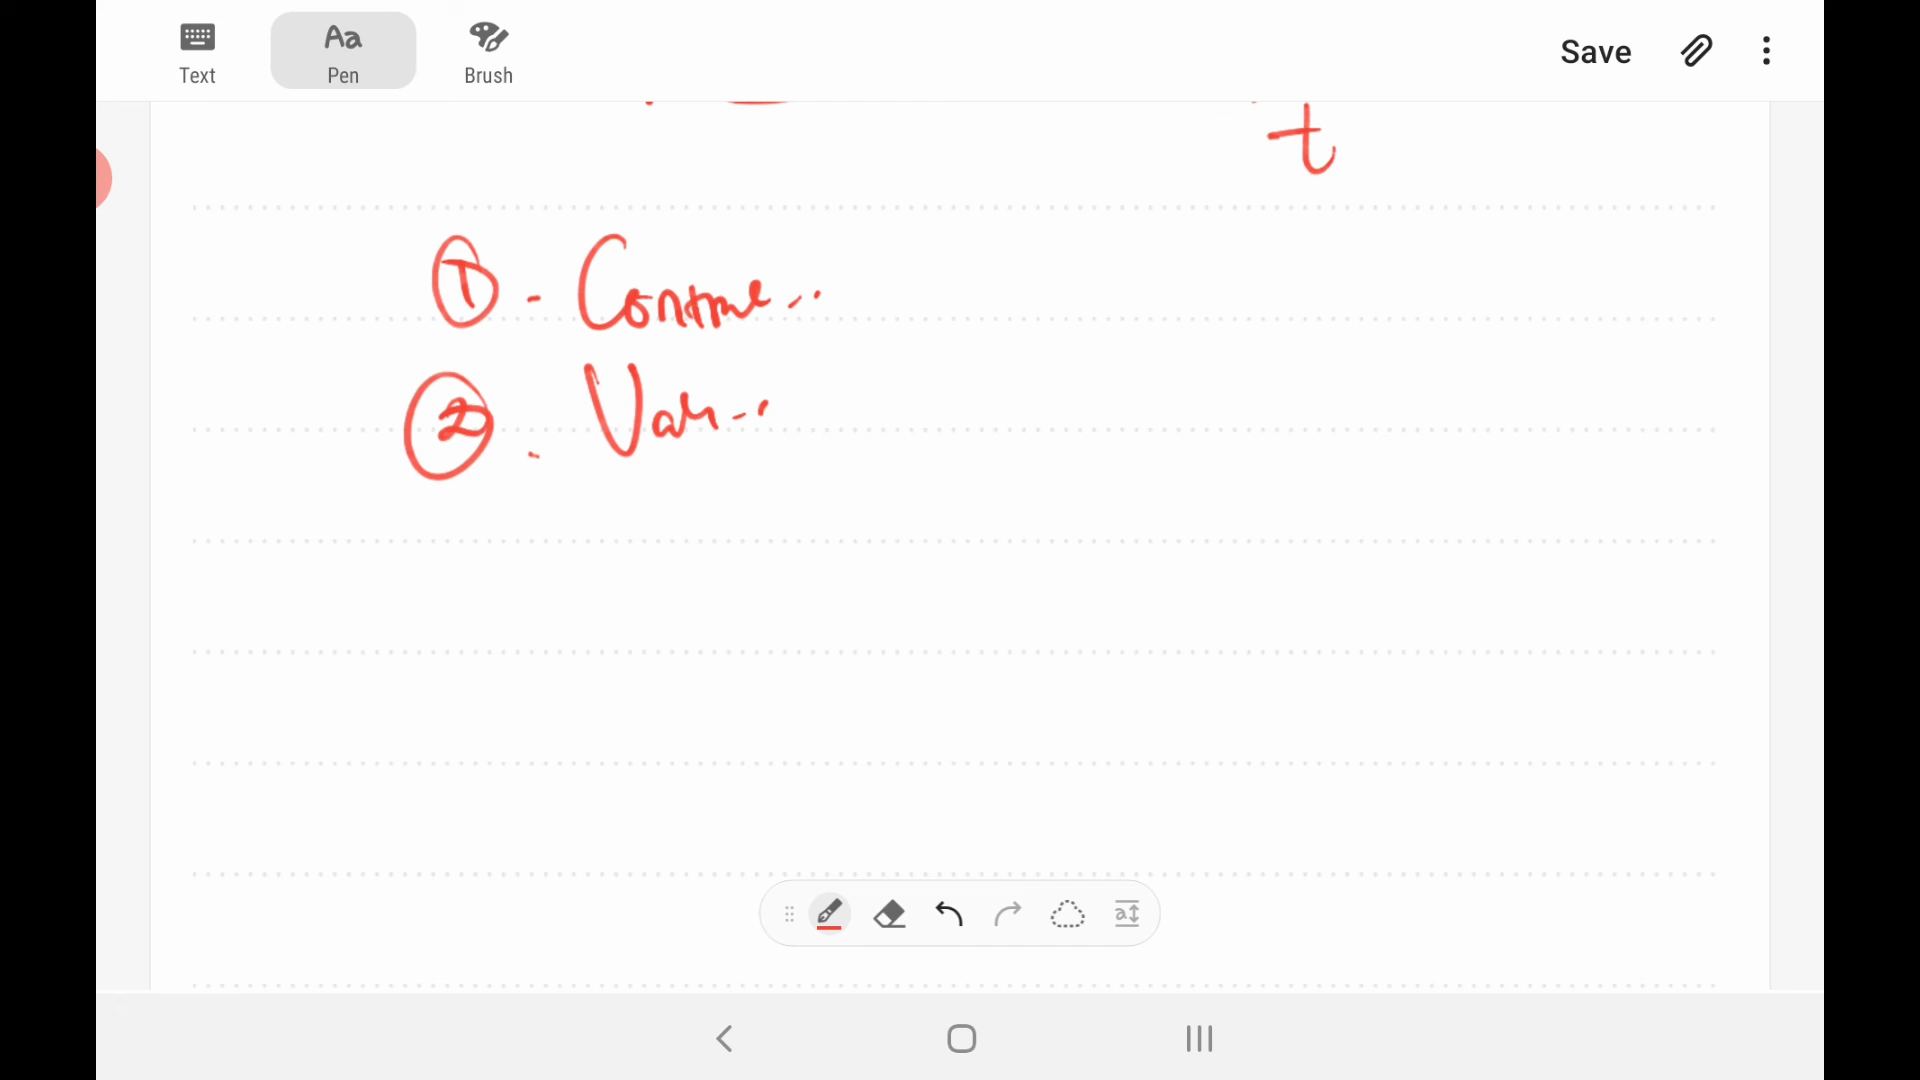 Text
Pen
Brush
Save
t
① - Contme ...
② . Var ...